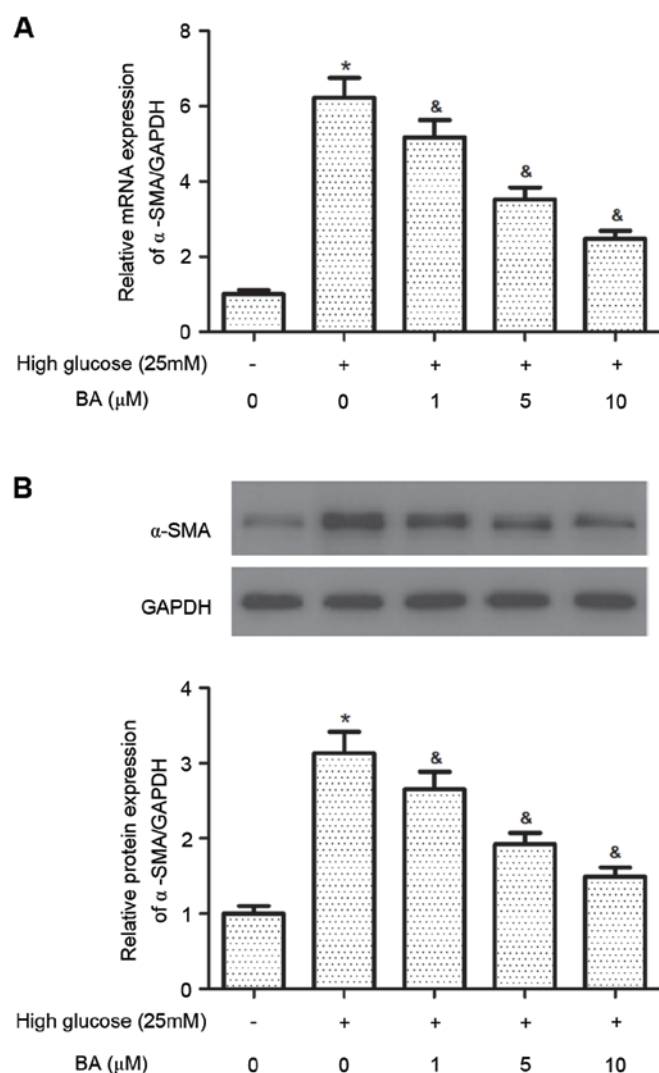 A
Relative mRNA expression
of α -SMA/GAPDH
8
6
4
2
0
*
&
&
&
High glucose (25mM) - + + + +
BA (μM) 0 0 1 5 10
B
α-SMA
GAPDH
Relative protein expression
of α -SMA/GAPDH
4
3
2
1
0
*
&
&
&
High glucose (25mM) - + + + +
BA (μM) 0 0 1 5 10